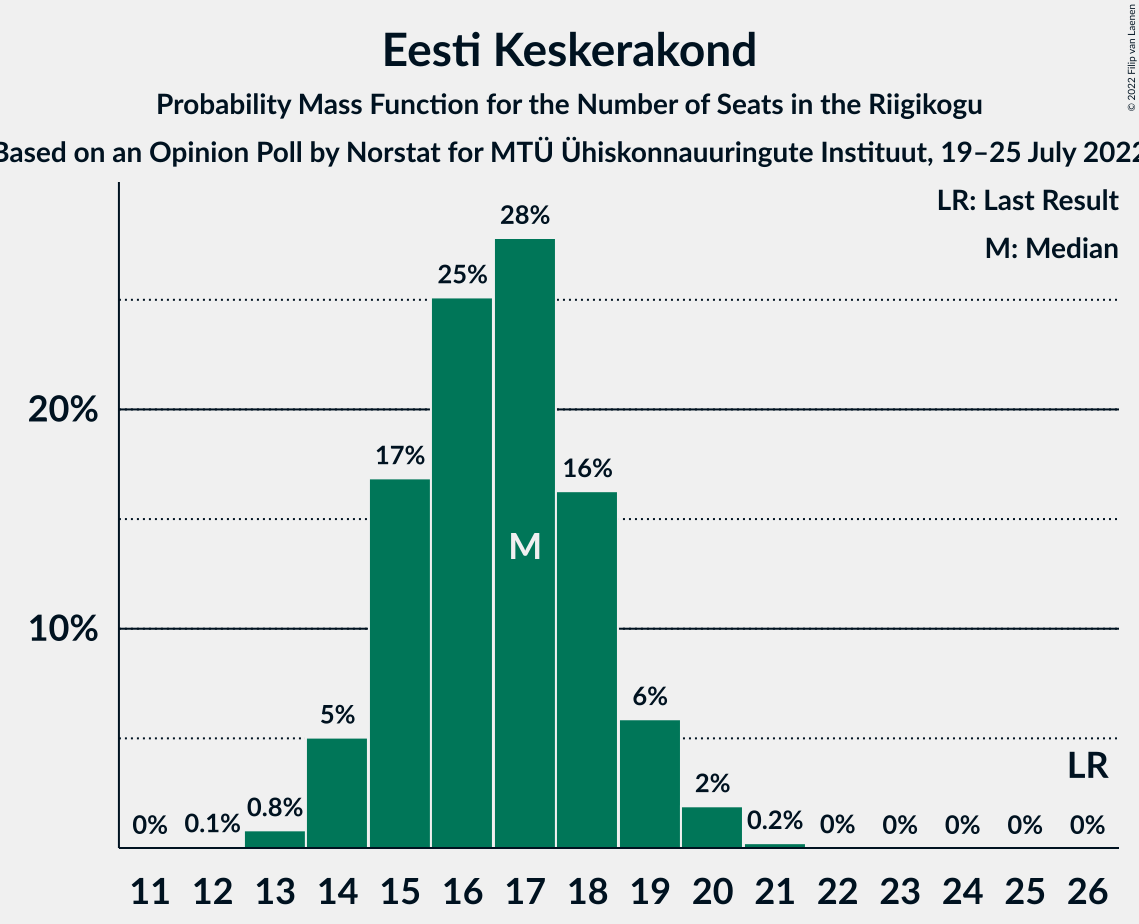 Eesti Keskerakond
Probability Mass Function for the Number of Seats in the Riigikogu
Based on an Opinion Poll by Norstat for MTÜ Ühiskonnauuringute Instituut, 19–25 July 2022
© 2022 Filip van Laenen
LR: Last Result
M: Median
28%
25%
20%
17%
16%
M
10%
6%
5%
LR
2%
0% 0.1% 0.8% 0.2% 0% 0% 0% 0% 0%
11 12 13 14 15 16 17 18 19 20 21 22 23 24 25 26